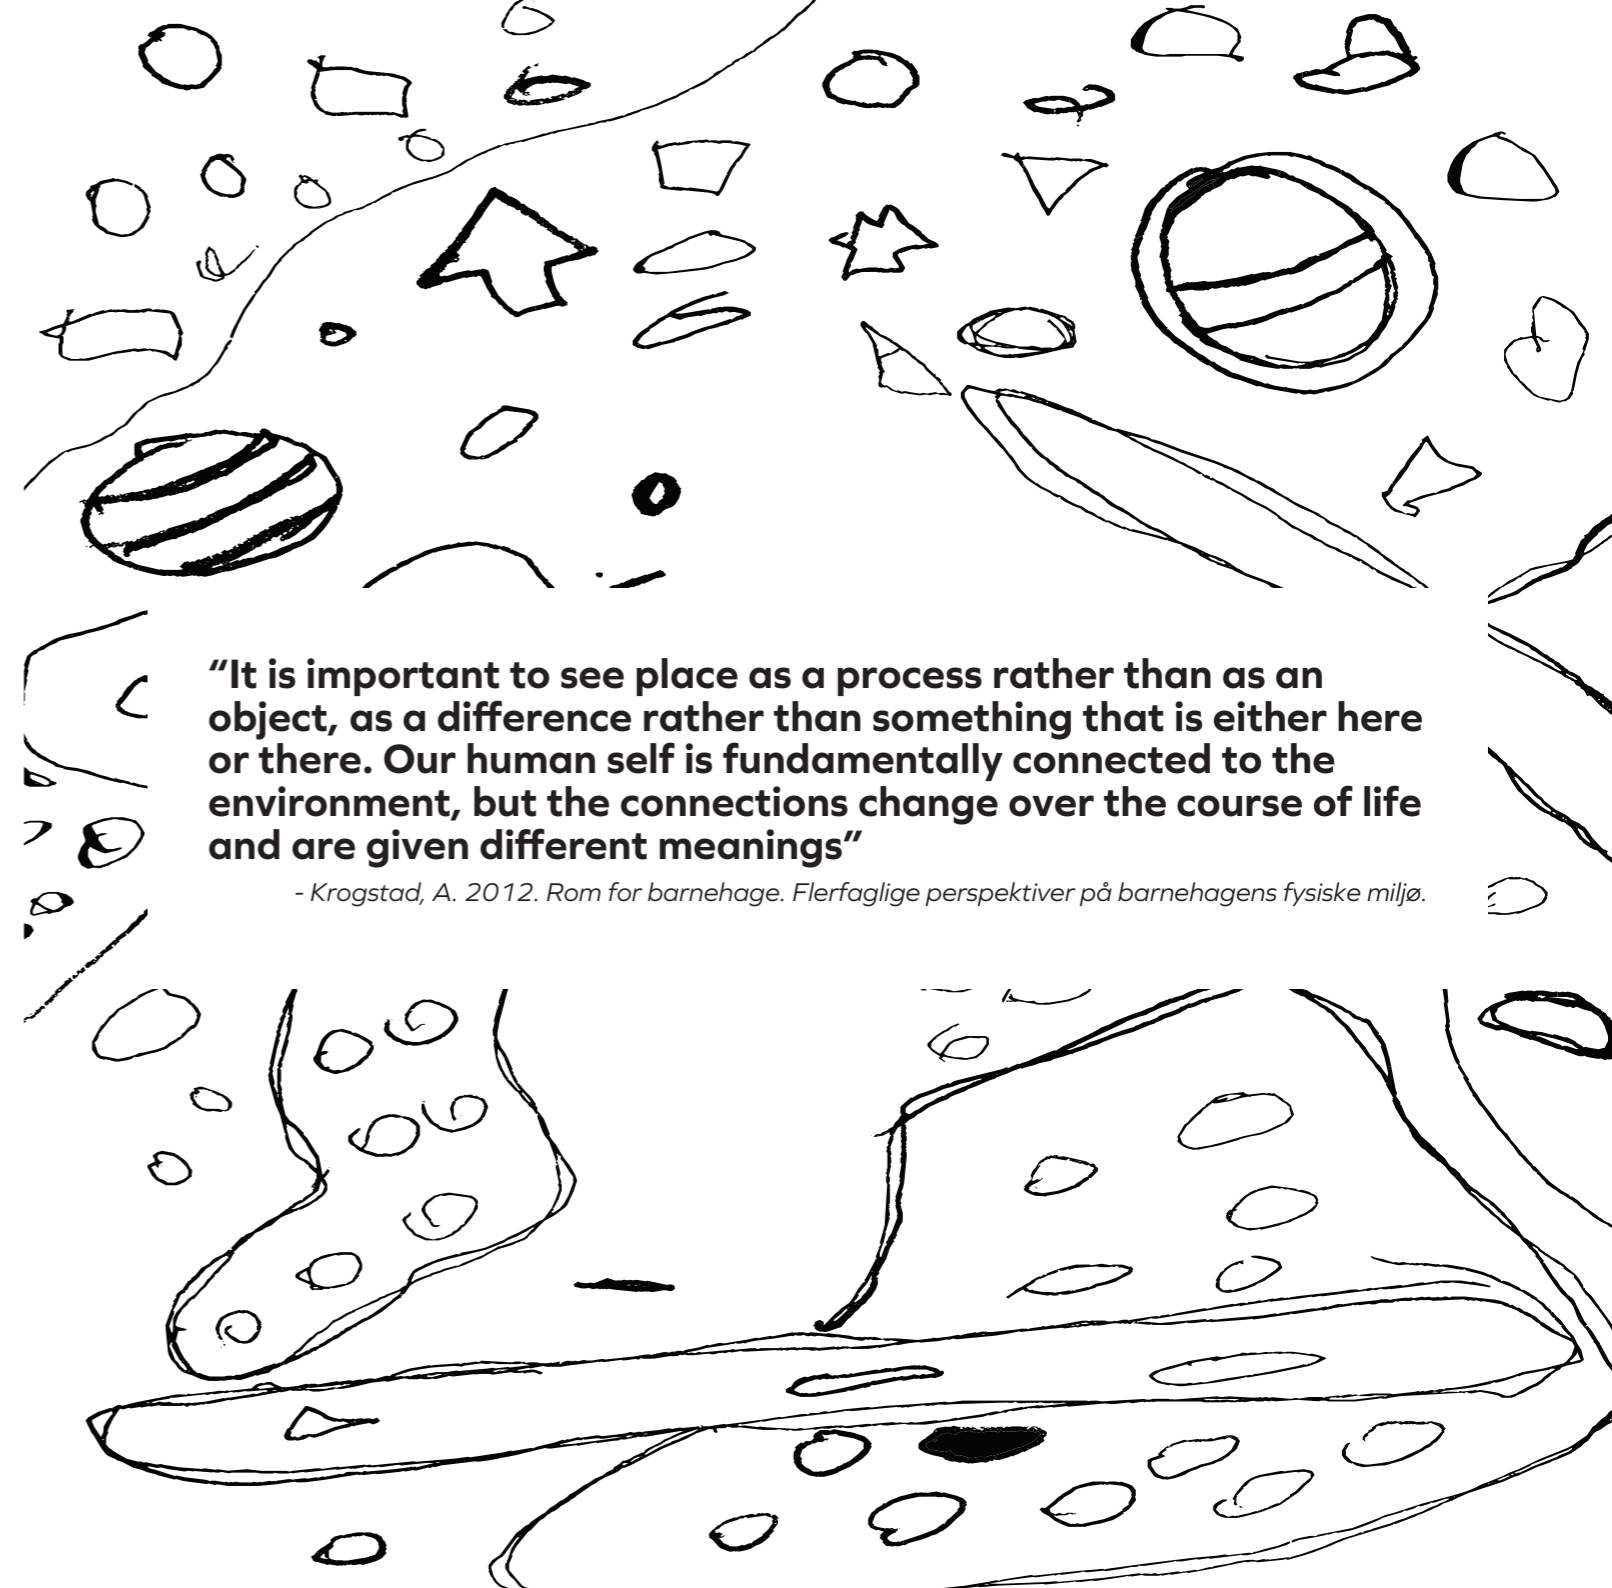 “It is important to see place as a process rather than as an
object, as a difference rather than something that is either here
or there. Our human self is fundamentally connected to the
environment, but the connections change over the course of life
and are given different meanings”
- Krogstad, A. 2012. Rom for barnehage. Flerfaglige perspektiver på barnehagens fysiske miljø.